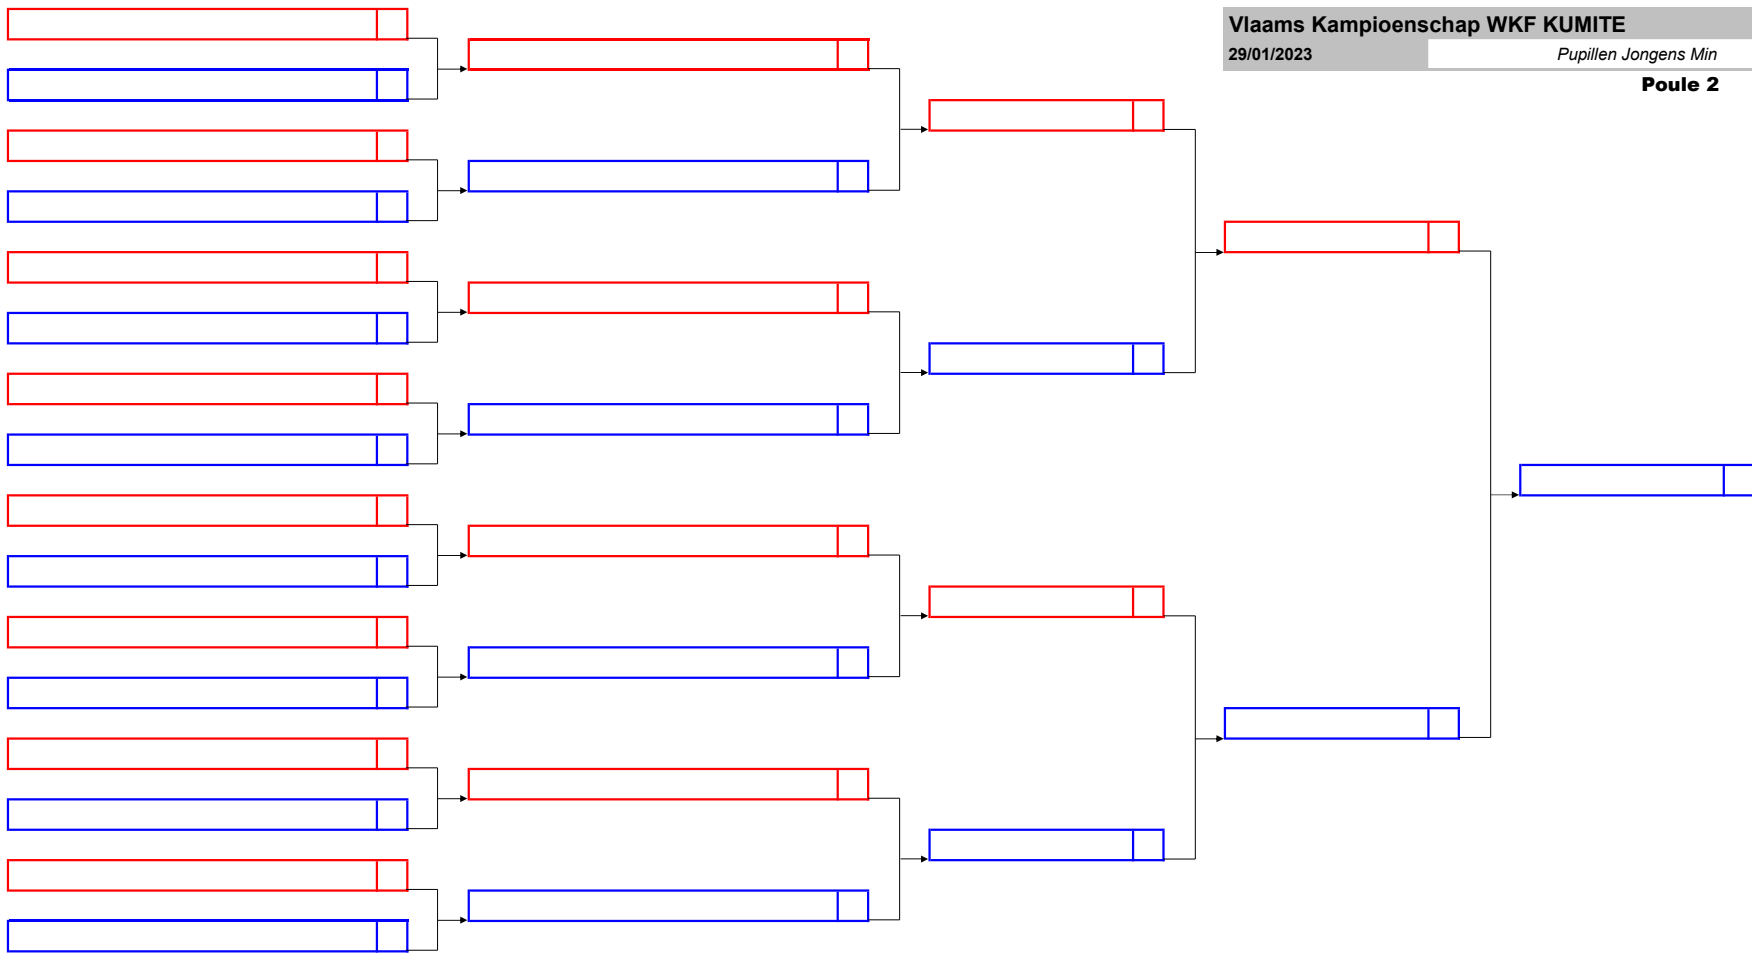 Vlaams Kampioenschap WKF KUMITE
29/01/2023 Pupillen Jongens Min
Poule 2